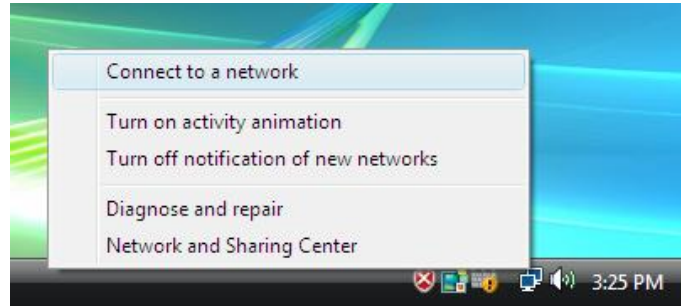 Connect to a network
Turn on activity animation
Turn off notification of new networks
Diagnose and repair
Network and Sharing Center
3:25 PM